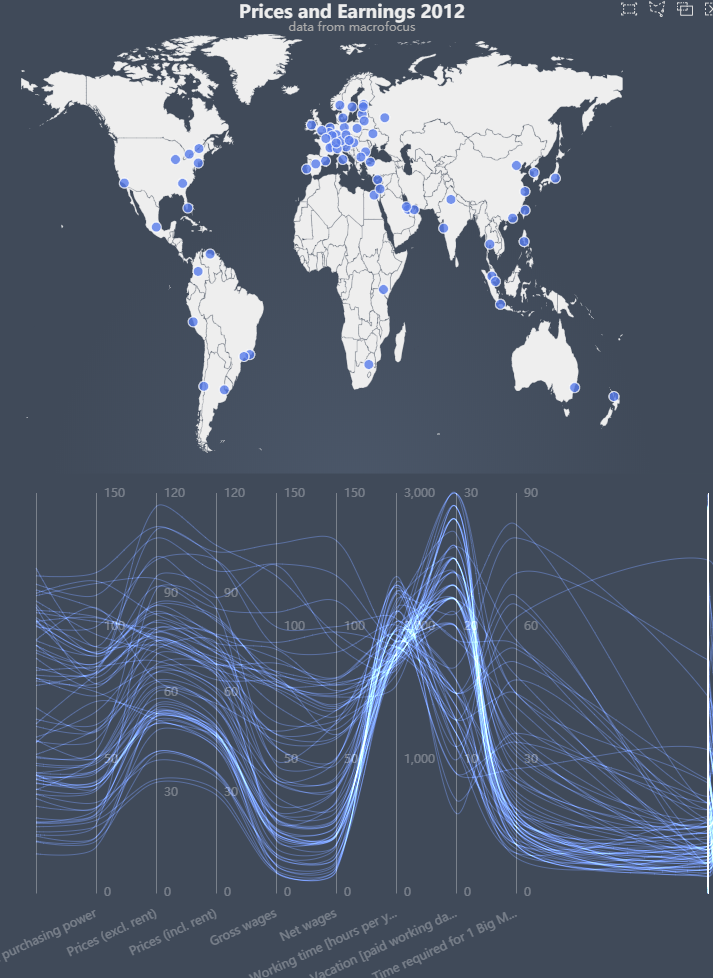 Prices and Earnings 2012
data from macrofocus
150 120 120 150 150 3,000 30 90
90 90
100 100 100 20 60
60 60
50 50 50 1,000 10 30
30 30
0 0 0 0 0 0 0 0
purchasing power
Prices (excl. rent)
Prices (incl. rent)
Gross wages
Net wages
Working time [hours per y...
Vacation [paid working da...
Time required for 1 Big M...